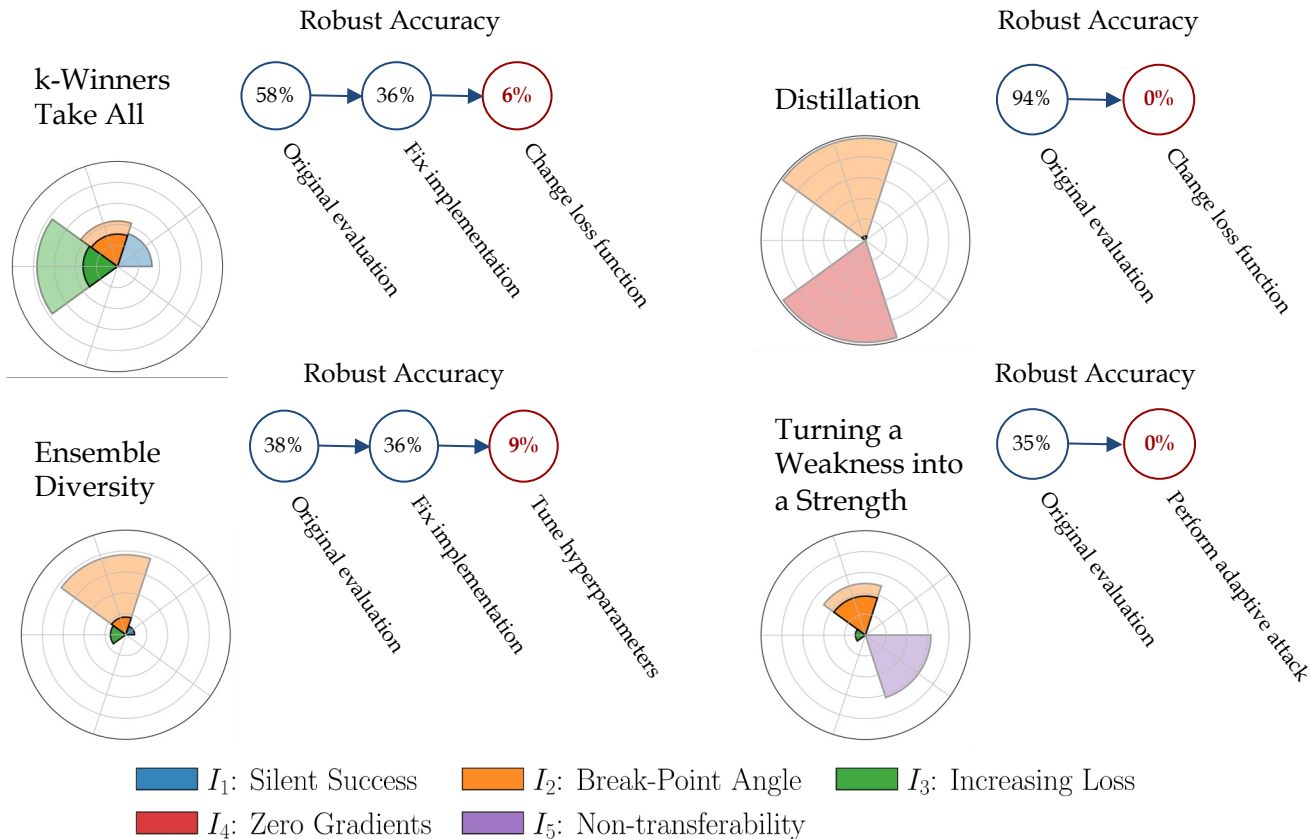 Robust Accuracy
k-Winners
Take All
58%
36%
6%
Original evaluation
Fix implementation
Change loss function
Robust Accuracy
Distillation
94%
0%
Original evaluation
Change loss function
Robust Accuracy
Ensemble
Diversity
38%
36%
9%
Original evaluation
Fix implementation
Tune hyperparameters
Robust Accuracy
Turning a
Weakness into
a Strength
35%
0%
Original evaluation
Perform adaptive attack
I₁: Silent Success
I₂: Break-Point Angle
I₃: Increasing Loss
I₄: Zero Gradients
I₅: Non-transferability